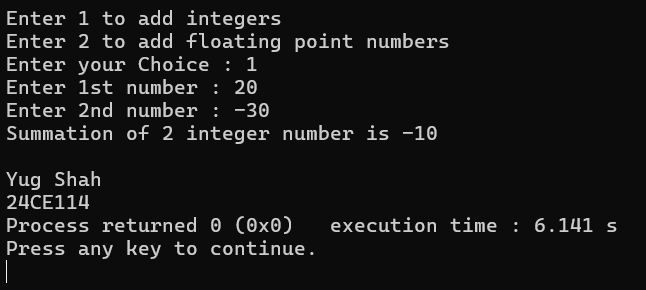 Enter 1 to add integers
Enter 2 to add floating point numbers
Enter your Choice : 1
Enter 1st number : 20
Enter 2nd number : -30
Summation of 2 integer number is -10
Yug Shah
24CE114
Process returned 0 (0x0)   execution time : 6.141 s
Press any key to continue.